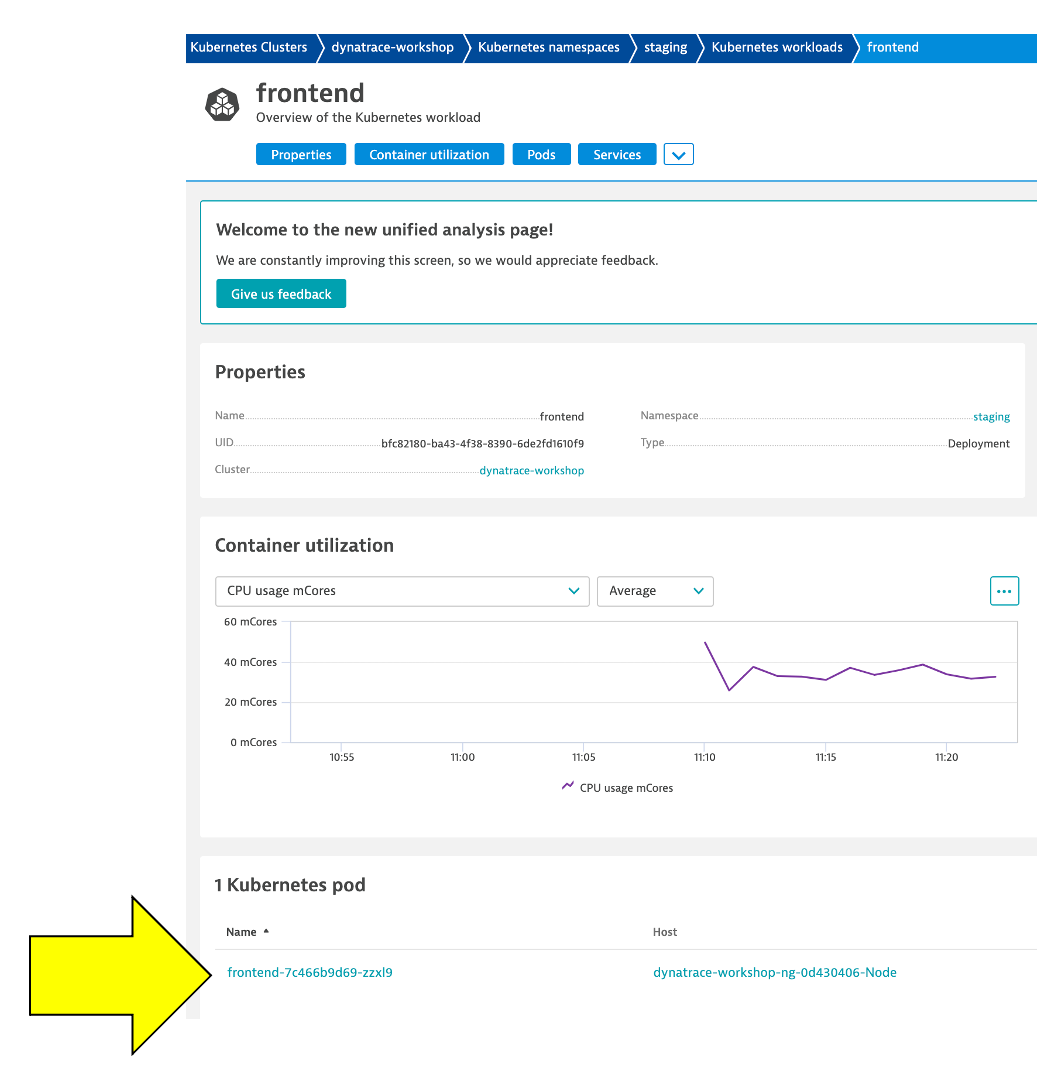 Kubernetes Clusters dynatrace-workshop Kubernetes namespaces staging Kubernetes workloads frontend
frontend
Overview of the Kubernetes workload
Properties Container utilization Pods Services
Welcome to the new unified analysis page!
We are constantly improving this screen, so we would appreciate feedback.
Give us feedback
Properties
Name frontend Namespace staging
UID bfc82180-ba43-4f38-8390-6de2fd1610f9 Type Deployment
Cluster dynatrace-workshop
Container utilization
CPU usage mCores Average
60 mCores
40 mCores
20 mCores
0 mCores
10:55 11:00 11:05 11:10 11:15 11:20
CPU usage mCores
1 Kubernetes pod
Name Host
frontend-7c466b9d69-zzxl9 dynatrace-workshop-ng-0d430406-Node